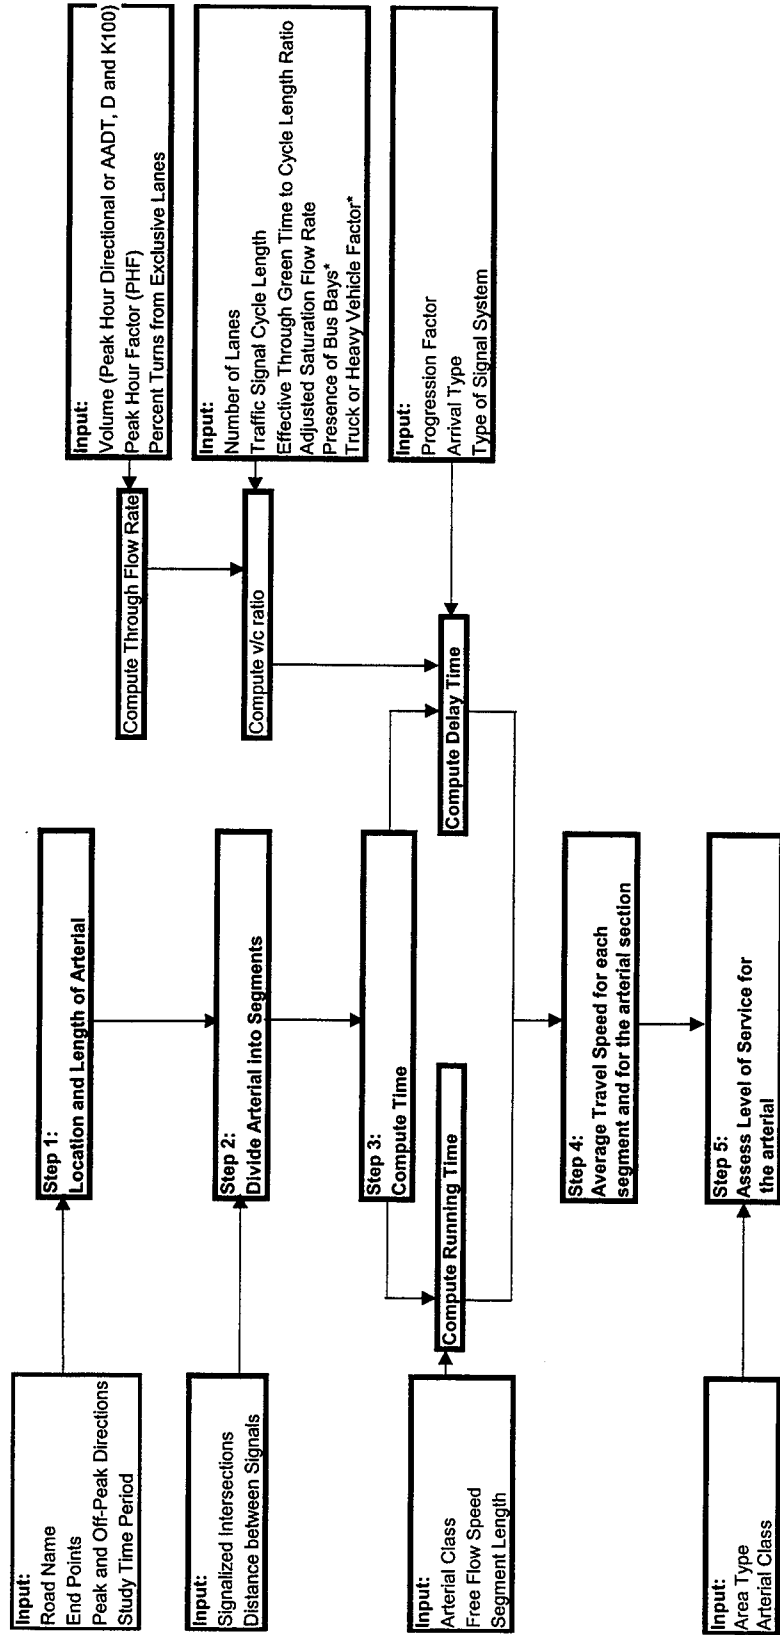 Input:
Road Name
End Points
Peak and Off-Peak Directions
Study Time Period
Step 1:
Location and Length of Arterial
Input:
Signalized Intersections
Distance between Signals
Step 2:
Divide Arterial into Segments
Step 3:
Compute Time
Input:
Arterial Class
Free Flow Speed
Segment Length
Compute Running Time
Compute Delay Time
Step 4:
Average Travel Speed for each
segment and for the arterial section
Input:
Area Type
Arterial Class
Step 5:
Assess Level of Service for
the arterial
Compute Through Flow Rate
Input:
Volume (Peak Hour Directional or AADT, D and K100)
Peak Hour Factor (PHF)
Percent Turns from Exclusive Lanes
Compute v/c ratio
Input:
Number of Lanes
Traffic Signal Cycle Length
Effective Through Green Time to Cycle Length Ratio
Adjusted Saturation Flow Rate
Presence of Bus Bays*
Truck or Heavy Vehicle Factor*
Input:
Progression Factor
Arrival Type
Type of Signal System